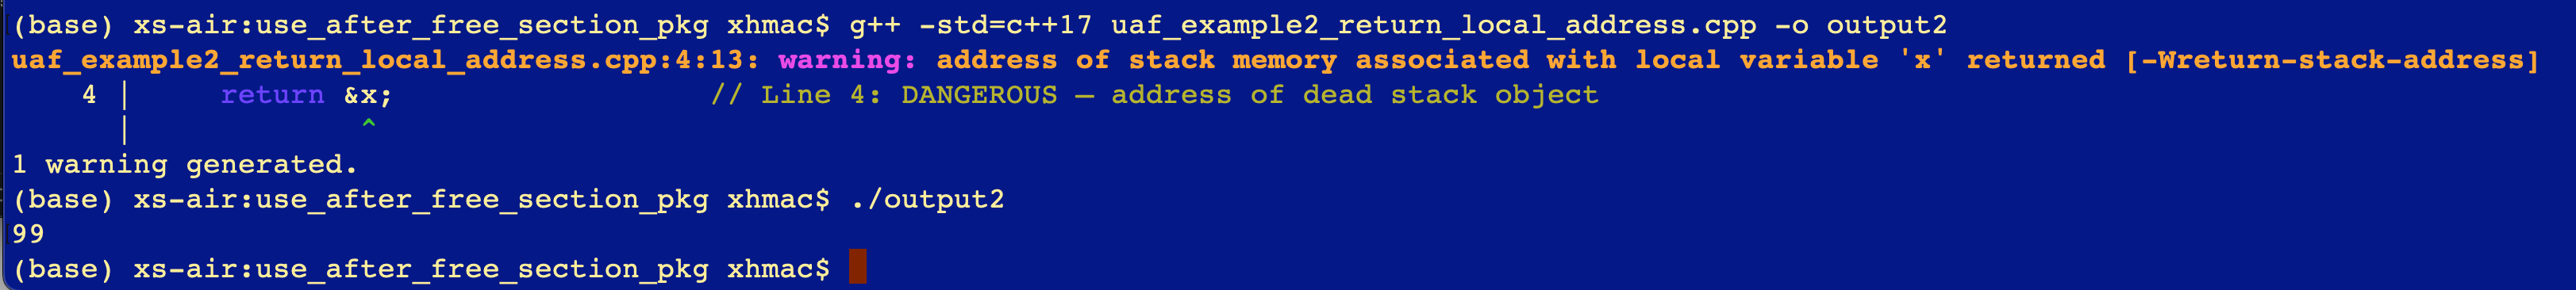 (base) xs-air:use_after_free_section_pkg xhmac$ g++ -std=c++17 uaf_example2_return_local_address.cpp -o output2
uaf_example2_return_local_address.cpp:4:13: warning: address of stack memory associated with local variable 'x' returned [-Wreturn-stack-address]
    4 |     return &x;                   // Line 4: DANGEROUS — address of dead stack object
      |             ^
1 warning generated.
(base) xs-air:use_after_free_section_pkg xhmac$ ./output2
99
(base) xs-air:use_after_free_section_pkg xhmac$